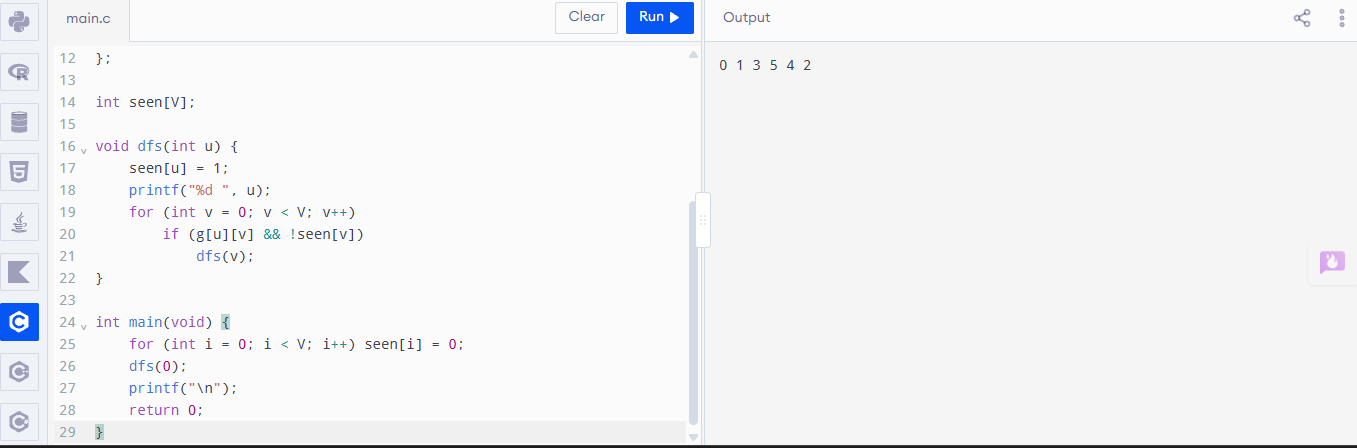 main.c
Clear
Run
Output
12 };
13
14 int seen[V];
15
16 void dfs(int u) {
17     seen[u] = 1;
18     printf("%d ", u);
19     for (int v = 0; v < V; v++)
20         if (g[u][v] && !seen[v])
21             dfs(v);
22 }
23
24 int main(void) {
25     for (int i = 0; i < V; i++) seen[i] = 0;
26     dfs(0);
27     printf("\n");
28     return 0;
29 }
0 1 3 5 4 2